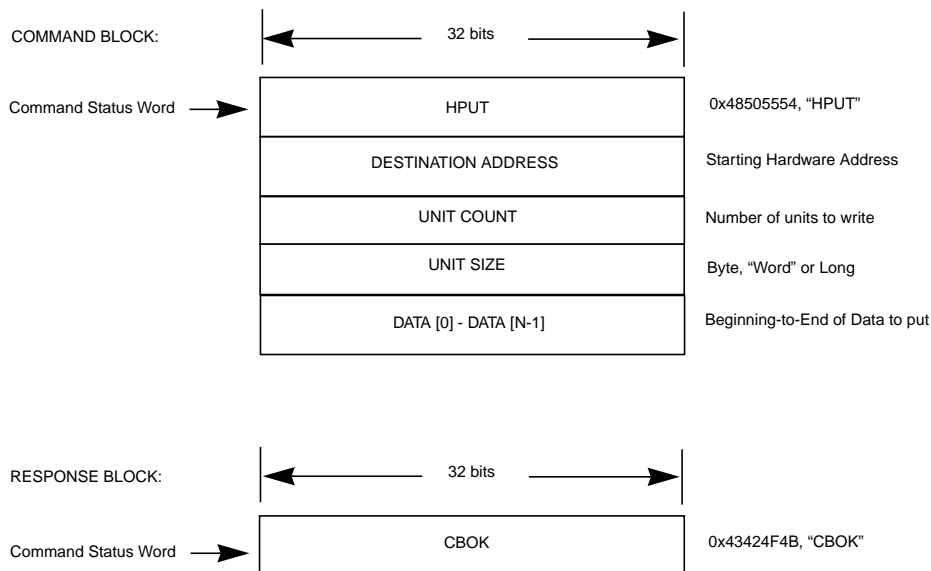 COMMAND BLOCK:
32 bits
Command Status Word
HPUT
0x48505554, “HPUT”
DESTINATION ADDRESS
Starting Hardware Address
UNIT COUNT
Number of units to write
UNIT SIZE
Byte, “Word” or Long
DATA [0] - DATA [N-1]
Beginning-to-End of Data to put
RESPONSE BLOCK:
32 bits
Command Status Word
CBOK
0x43424F4B, “CBOK”